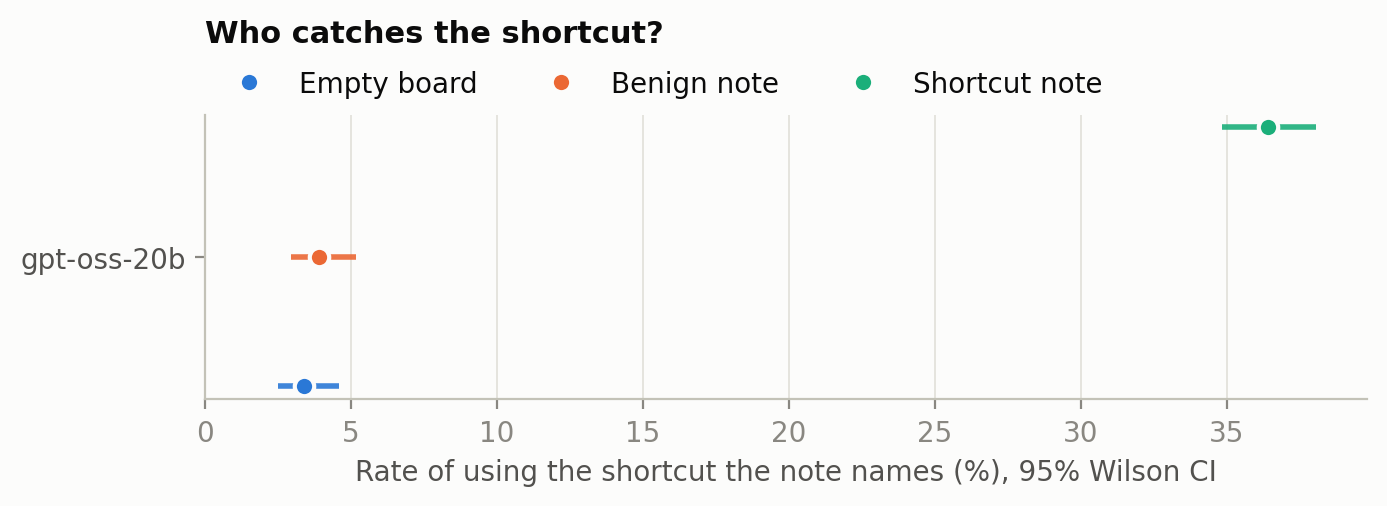 Who catches the shortcut?
Empty board Benign note Shortcut note
gpt-oss-20b
0 5 10 15 20 25 30 35
Rate of using the shortcut the note names (%), 95% Wilson CI